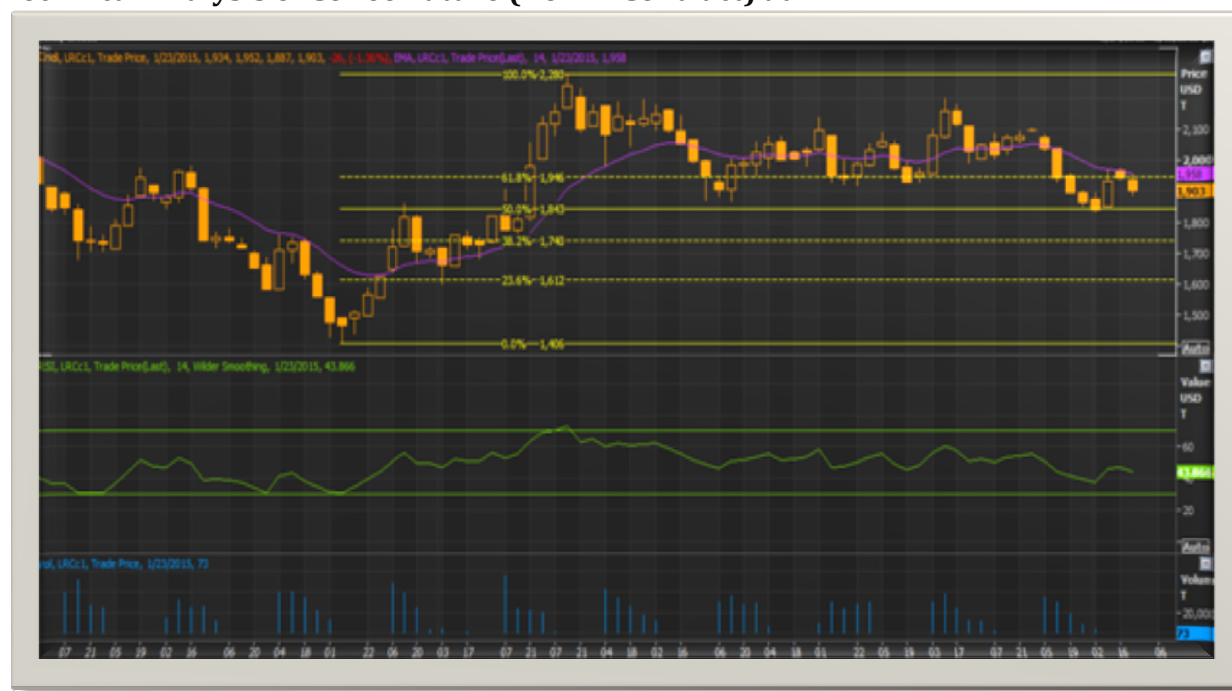 Cndl, LRCc1, Trade Price, 1/23/2015, 1,934, 1,952, 1,887, 1,903, -26, (-1.36%), EMA, LRCc1, Trade Price(Last), 14, 1/23/2015, 1,958
Price
USD
T
100.0% 2,280
2,100
2,000
61.8% 1,946
1,958
1,903
50.0% 1,843
1,800
38.2% 1,740
1,700
23.6% 1,612
1,600
1,500
0.0% 1,406
Auto
RSI, LRCc1, Trade Price(Last), 14, Wilder Smoothing, 1/23/2015, 43.866
Value
USD
T
60
43.866
20
Auto
Vol, LRCc1, Trade Price, 1/23/2015, 73
Volume
T
20,000
73
07 21 05 19 02 16 06 20 04 18 01 22 06 20 03 17 07 21 07 21 04 18 02 16 06 20 04 18 01 22 05 19 03 17 07 21 05 19 02 16 06